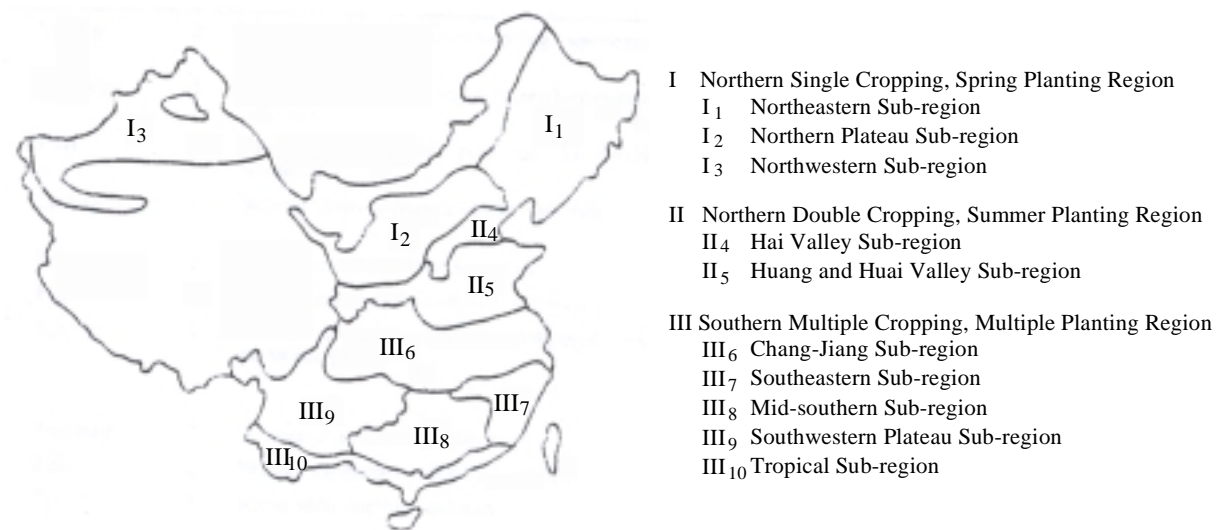 I Northern Single Cropping, Spring Planting Region
I1 Northeastern Sub-region
I2 Northern Plateau Sub-region
I3 Northwestern Sub-region
II Northern Double Cropping, Summer Planting Region
II4 Hai Valley Sub-region
II5 Huang and Huai Valley Sub-region
III Southern Multiple Cropping, Multiple Planting Region
III6 Chang-Jiang Sub-region
III7 Southeastern Sub-region
III8 Mid-southern Sub-region
III9 Southwestern Plateau Sub-region
III10 Tropical Sub-region
I3
I1
I2
II4
II5
III6
III7
III9
III8
III10